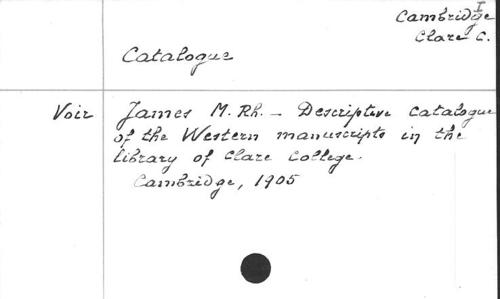 I
Cambridge
Clare C.
Catalogue
Voir James M. Rh. — Descriptive catalogue
of the Western manuscripts in the
library of Clare College.
Cambridge, 1905